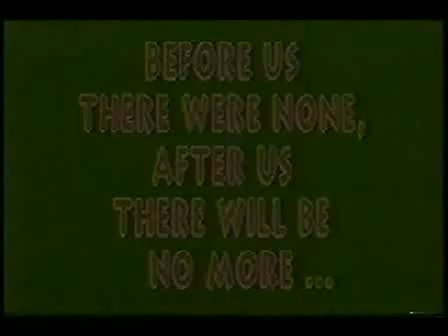 BEFORE US
THERE WERE NONE,
AFTER US
THERE WILL BE
NO MORE ...